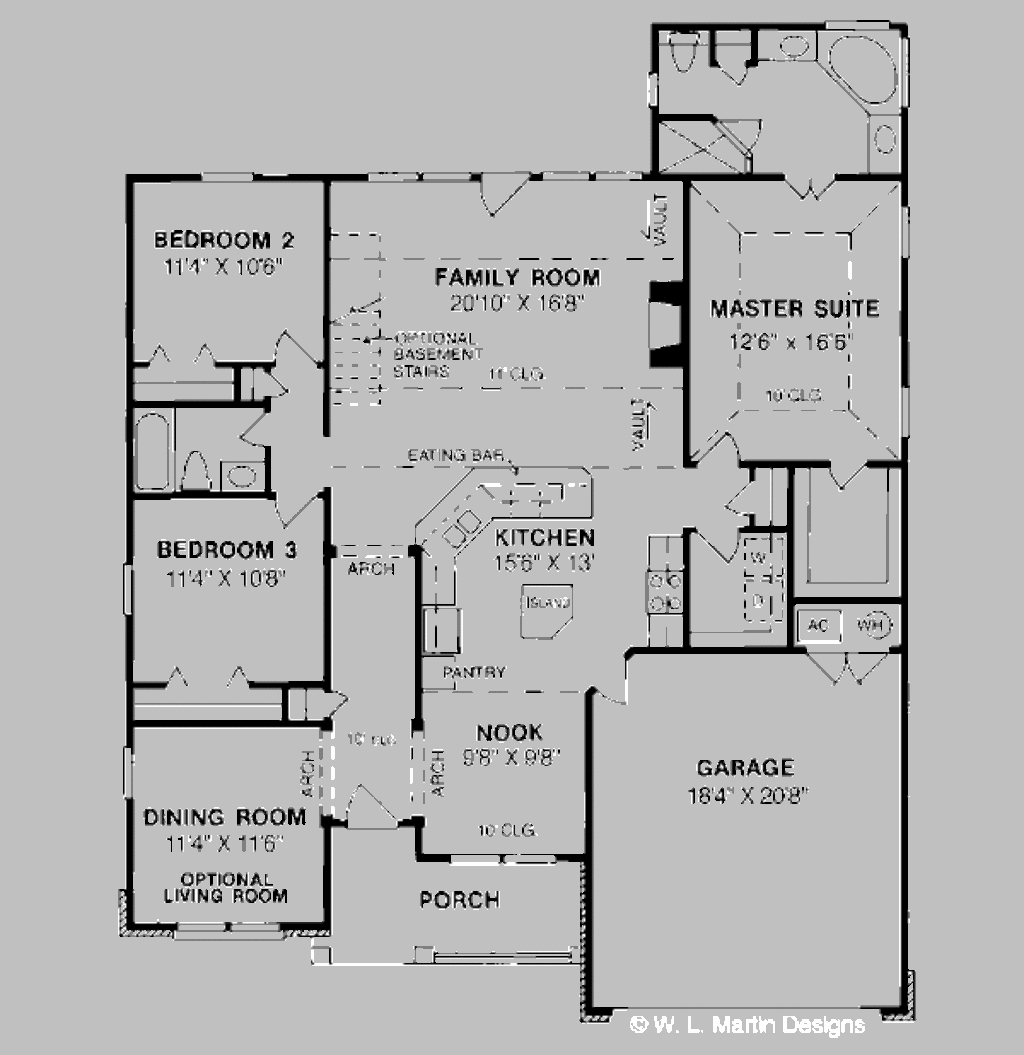 BEDROOM 2
11'4" X 10'6"
VAULT
FAMILY ROOM
20'10" X 16'8"
MASTER SUITE
12'6" x 16'6"
OPTIONAL
BASEMENT
STAIRS
11' CLG.
10' CLG.
VAULT
EATING BAR
KITCHEN
15'6" X 13'
BEDROOM 3
11'4" X 10'8"
ARCH
ISLAND
W
D
AC
WH
PANTRY
NOOK
9'8" X 9'8"
10' CLG.
ARCH
ARCH
GARAGE
18'4" X 20'8"
DINING ROOM
11'4" X 11'6"
OPTIONAL
LIVING ROOM
10' CLG.
PORCH
© W. L. Martin Designs